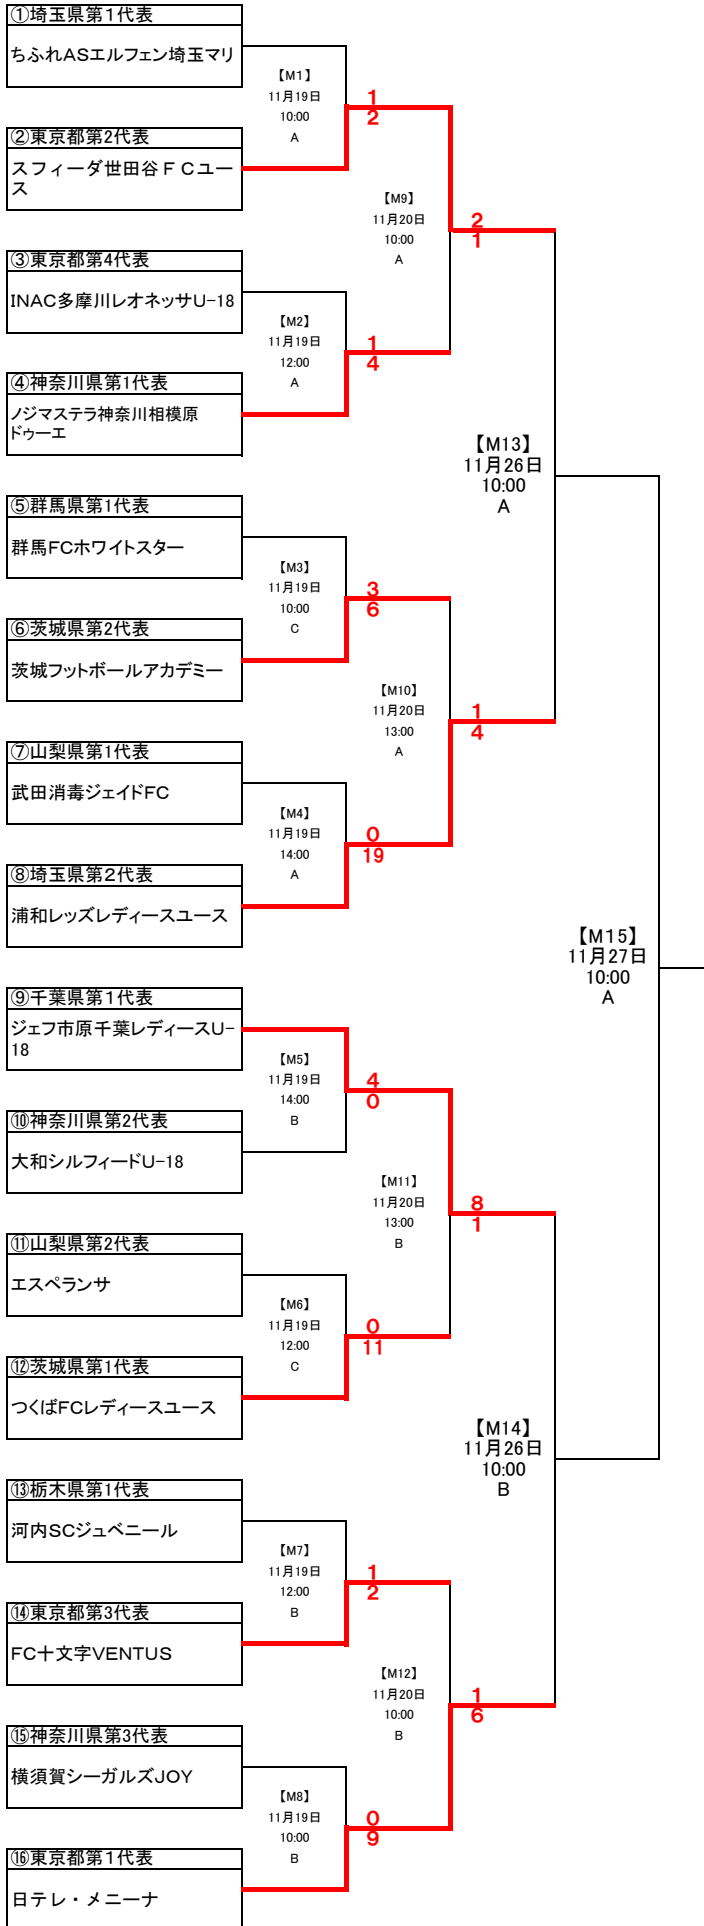 ①埼玉県第1代表
ちふれASエルフェン埼玉マリ
【M1】
11月19日
10:00
A
1
2
②東京都第2代表
スフィーダ世田谷FCユー
ス
【M9】
11月20日
10:00
A
2
1
③東京都第4代表
INAC多摩川レオネッサU-18
【M2】
11月19日
12:00
A
1
4
④神奈川県第1代表
ノジマステラ神奈川相模原
ドゥーエ
【M13】
11月26日
10:00
A
⑤群馬県第1代表
群馬FCホワイトスター
【M3】
11月19日
10:00
C
3
6
⑥茨城県第2代表
茨城フットボールアカデミー
【M10】
11月20日
13:00
A
1
4
⑦山梨県第1代表
武田消毒ジェイドFC
【M4】
11月19日
14:00
A
0
19
⑧埼玉県第2代表
浦和レッズレディースユース
【M15】
11月27日
10:00
A
⑨千葉県第1代表
ジェフ市原千葉レディースU-
18
【M5】
11月19日
14:00
B
4
0
⑩神奈川県第2代表
大和シルフィードU-18
【M11】
11月20日
13:00
B
8
1
⑪山梨県第2代表
エスペランサ
【M6】
11月19日
12:00
C
0
11
⑫茨城県第1代表
つくばFCレディースユース
【M14】
11月26日
10:00
B
⑬栃木県第1代表
河内SCジュベニール
【M7】
11月19日
12:00
B
1
2
⑭東京都第3代表
FC十文字VENTUS
【M12】
11月20日
10:00
B
1
6
⑮神奈川県第3代表
横須賀シーガルズJOY
【M8】
11月19日
10:00
B
0
9
⑯東京都第1代表
日テレ・メニーナ